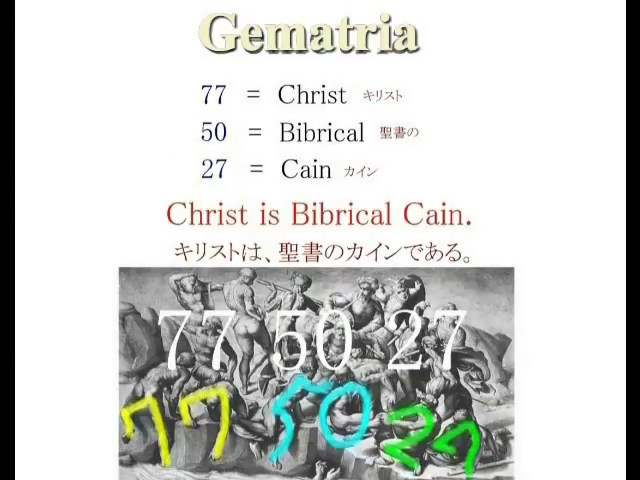 Gematria
77 = Christ キリスト
50 = Bibrical 聖書の
27 = Cain カイン
Christ is Bibrical Cain.
キリストは、聖書のカインである。
77 50 27
77 50 27